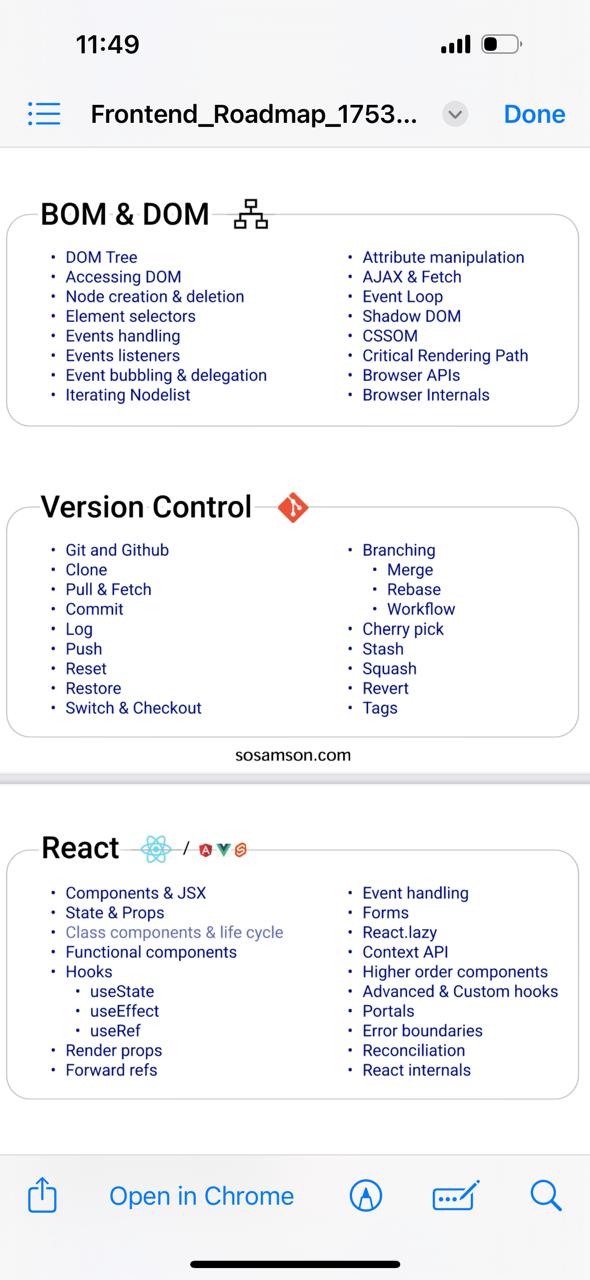 11:49
Frontend_Roadmap_1753...
Done
BOM & DOM
• DOM Tree
• Accessing DOM
• Node creation & deletion
• Element selectors
• Events handling
• Events listeners
• Event bubbling & delegation
• Iterating Nodelist
• Attribute manipulation
• AJAX & Fetch
• Event Loop
• Shadow DOM
• CSSOM
• Critical Rendering Path
• Browser APIs
• Browser Internals
Version Control
• Git and Github
• Clone
• Pull & Fetch
• Commit
• Log
• Push
• Reset
• Restore
• Switch & Checkout
• Branching
• Merge
• Rebase
• Workflow
• Cherry pick
• Stash
• Squash
• Revert
• Tags
sosamson.com
React /
• Components & JSX
• State & Props
• Class components & life cycle
• Functional components
• Hooks
• useState
• useEffect
• useRef
• Render props
• Forward refs
• Event handling
• Forms
• React.lazy
• Context API
• Higher order components
• Advanced & Custom hooks
• Portals
• Error boundaries
• Reconciliation
• React internals
Open in Chrome